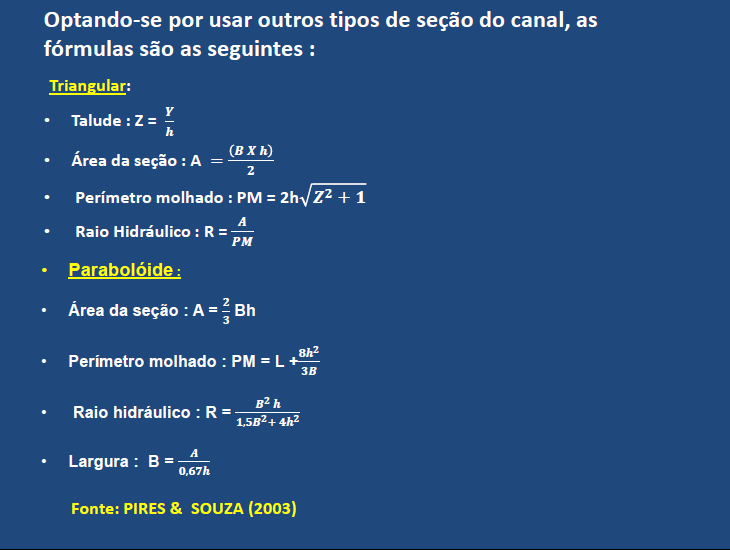 Optando-se por usar outros tipos de seção do canal, as
fórmulas são as seguintes :
Triangular:
• Talude : Z = Y/h
• Área da seção : A = (B X h)/2
• Perímetro molhado : PM = 2h√(Z² + 1)
• Raio Hidráulico : R = A/PM
• Parabolóide :
• Área da seção : A = 2/3 Bh
• Perímetro molhado : PM = L + 8h²/3B
• Raio hidráulico : R = B² h/(1,5B²+ 4h²)
• Largura : B = A/0,67h
Fonte: PIRES & SOUZA (2003)